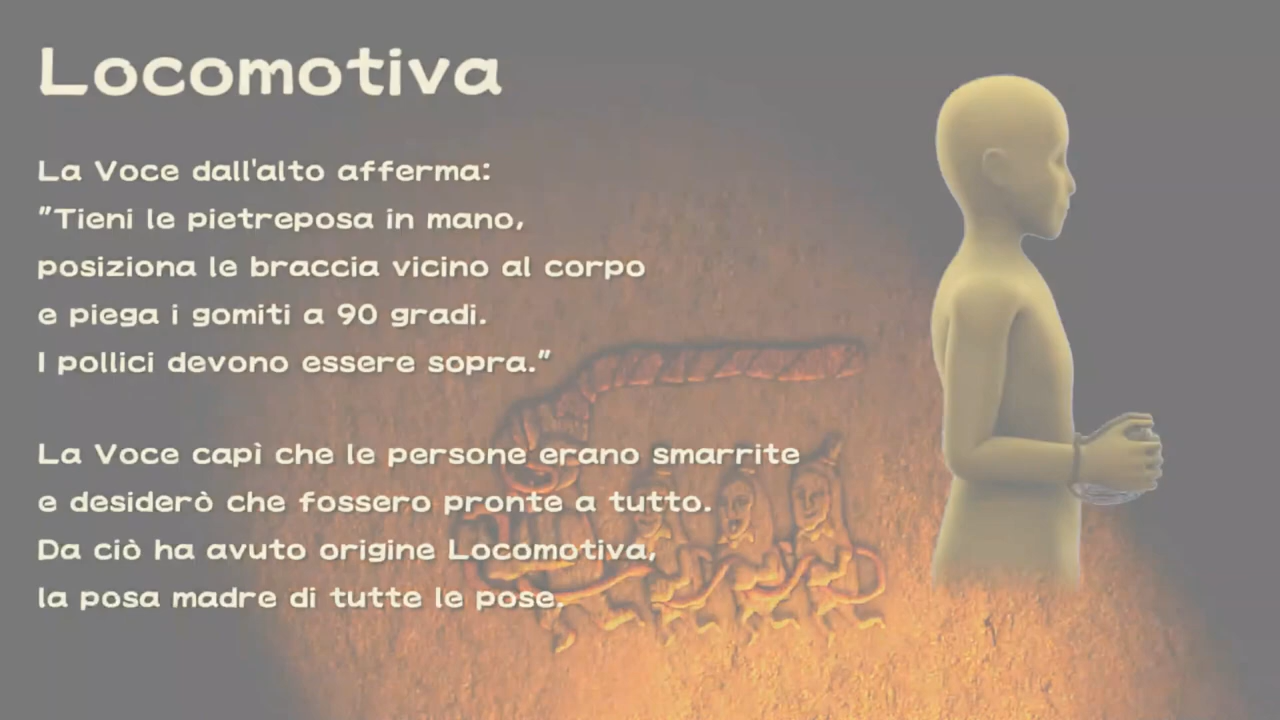 Locomotiva
La Voce dall'alto afferma:
"Tieni le pietreposa in mano,
posiziona le braccia vicino al corpo
e piega i gomiti a 90 gradi.
I pollici devono essere sopra."
La Voce capì che le persone erano smarrite
e desiderò che fossero pronte a tutto.
Da ciò ha avuto origine Locomotiva,
la posa madre di tutte le pose.